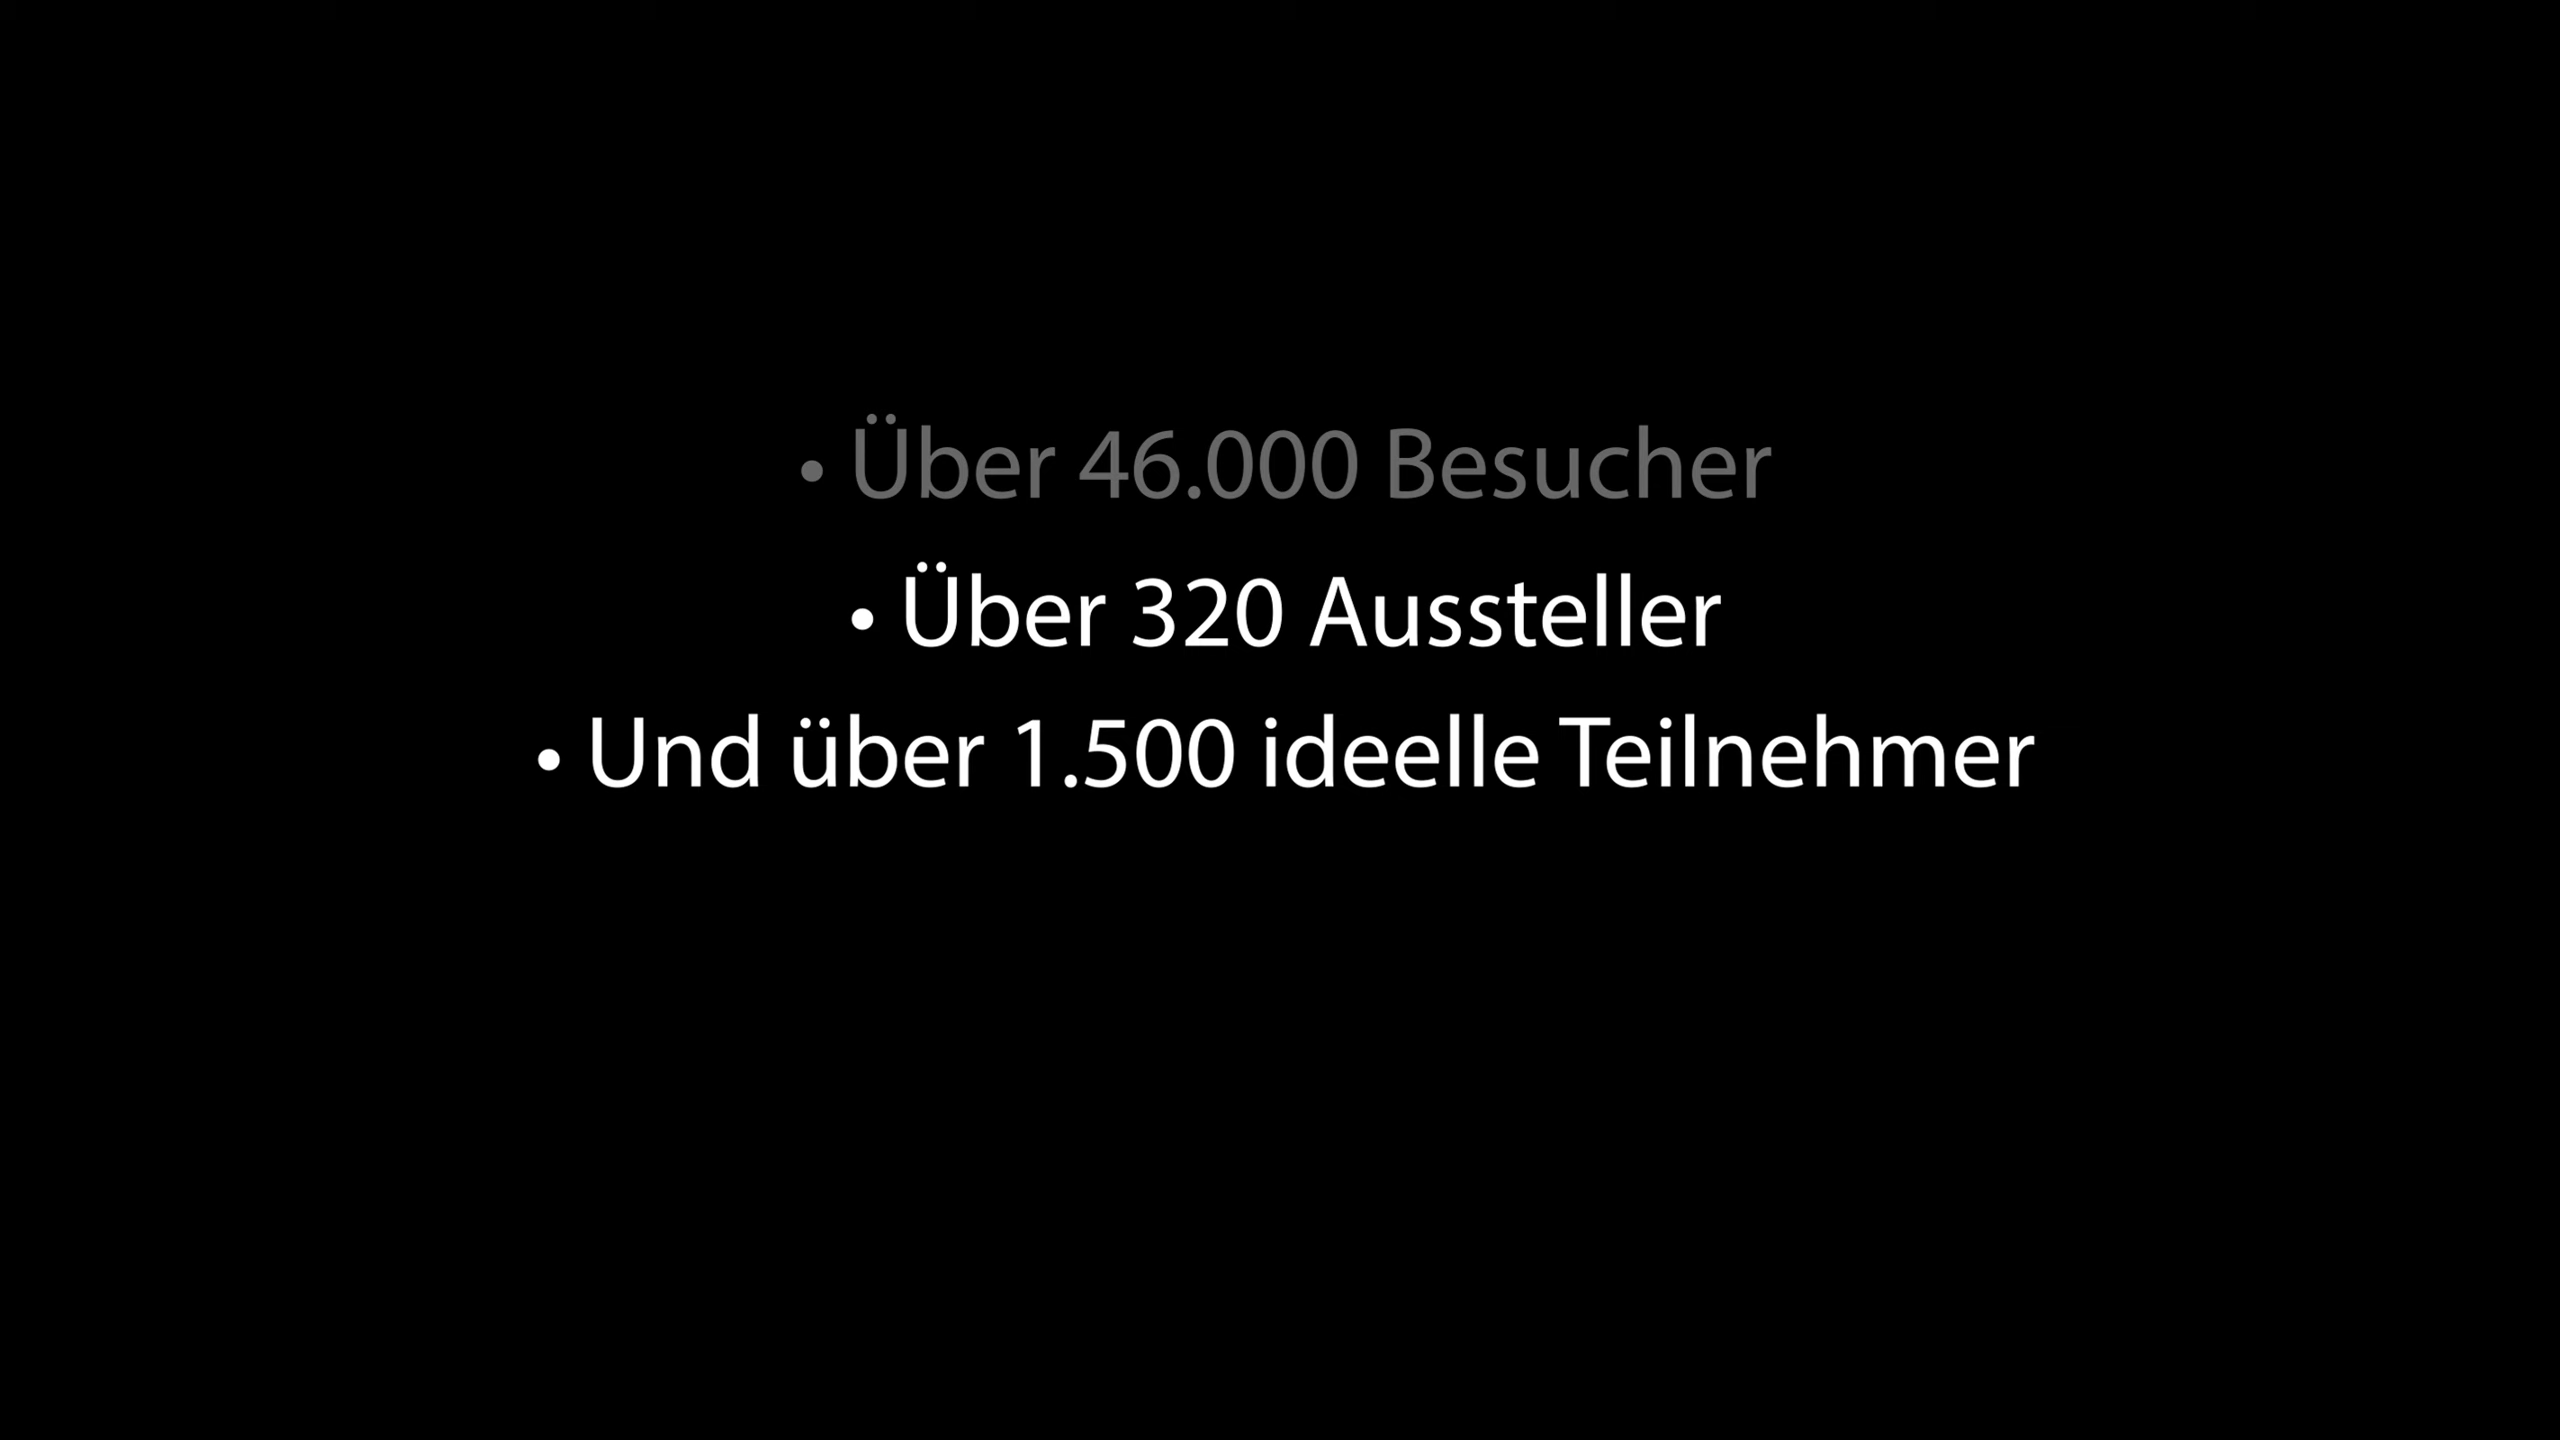 • Über 46.000 Besucher
• Über 320 Aussteller
• Und über 1.500 ideelle Teilnehmer